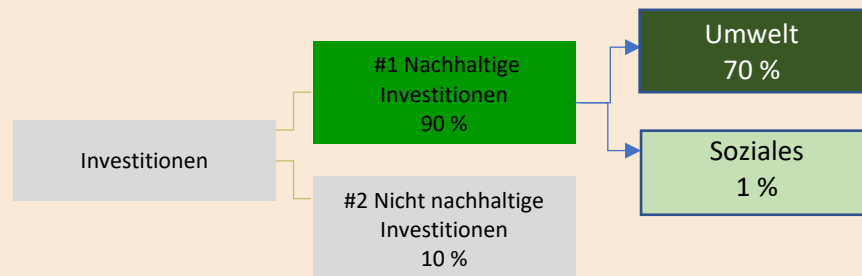 Investitionen
#1 Nachhaltige
Investitionen
90 %
#2 Nicht nachhaltige
Investitionen
10 %
Umwelt
70 %
Soziales
1 %